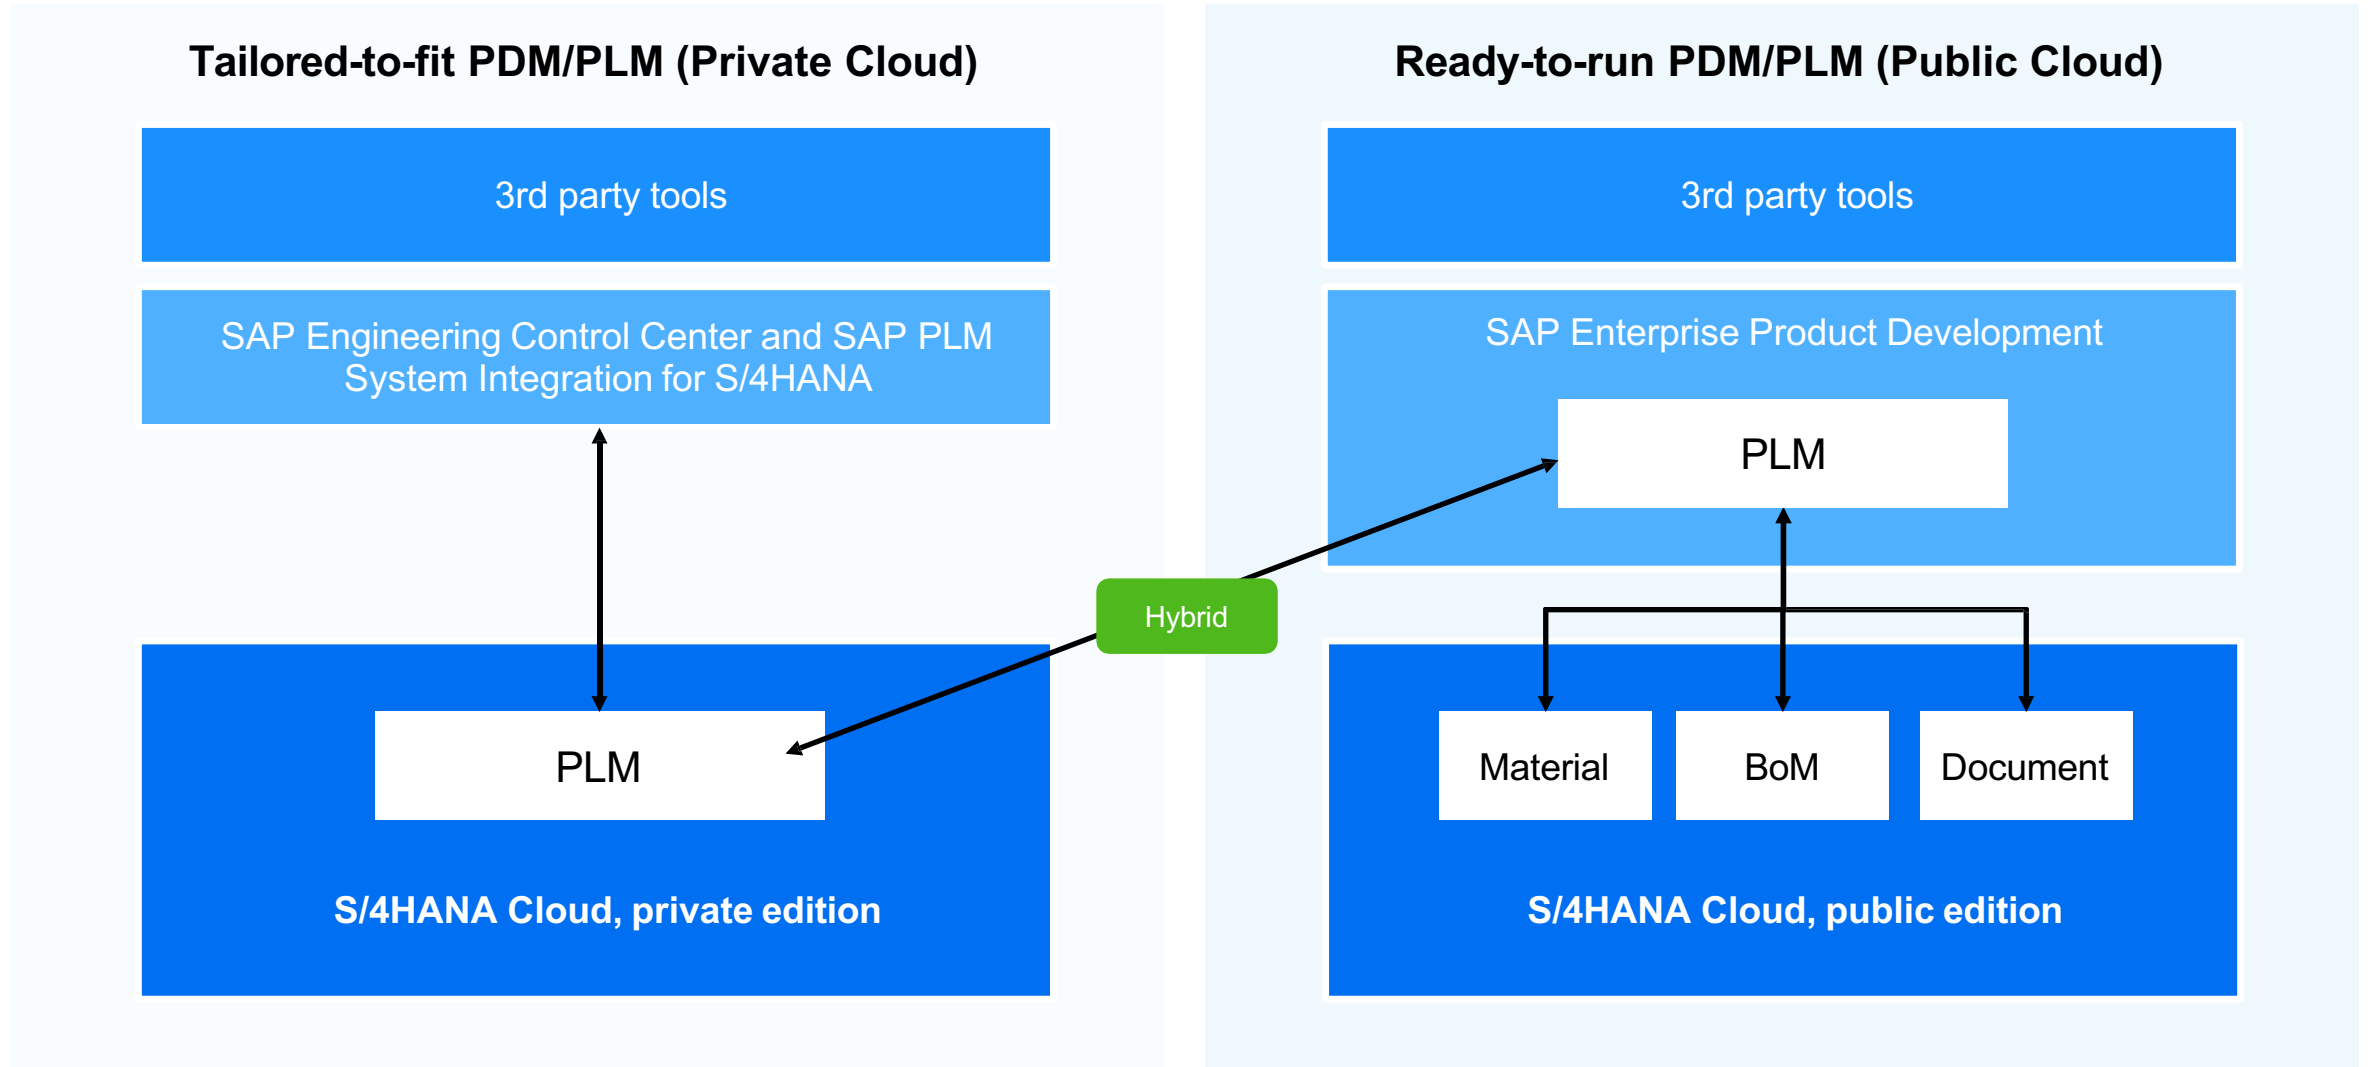 Tailored-to-fit PDM/PLM (Private Cloud)
3rd party tools
SAP Engineering Control Center and SAP PLM
System Integration for S/4HANA
PLM
S/4HANA Cloud, private edition
Hybrid
Ready-to-run PDM/PLM (Public Cloud)
3rd party tools
SAP Enterprise Product Development
PLM
Material
BoM
Document
S/4HANA Cloud, public edition